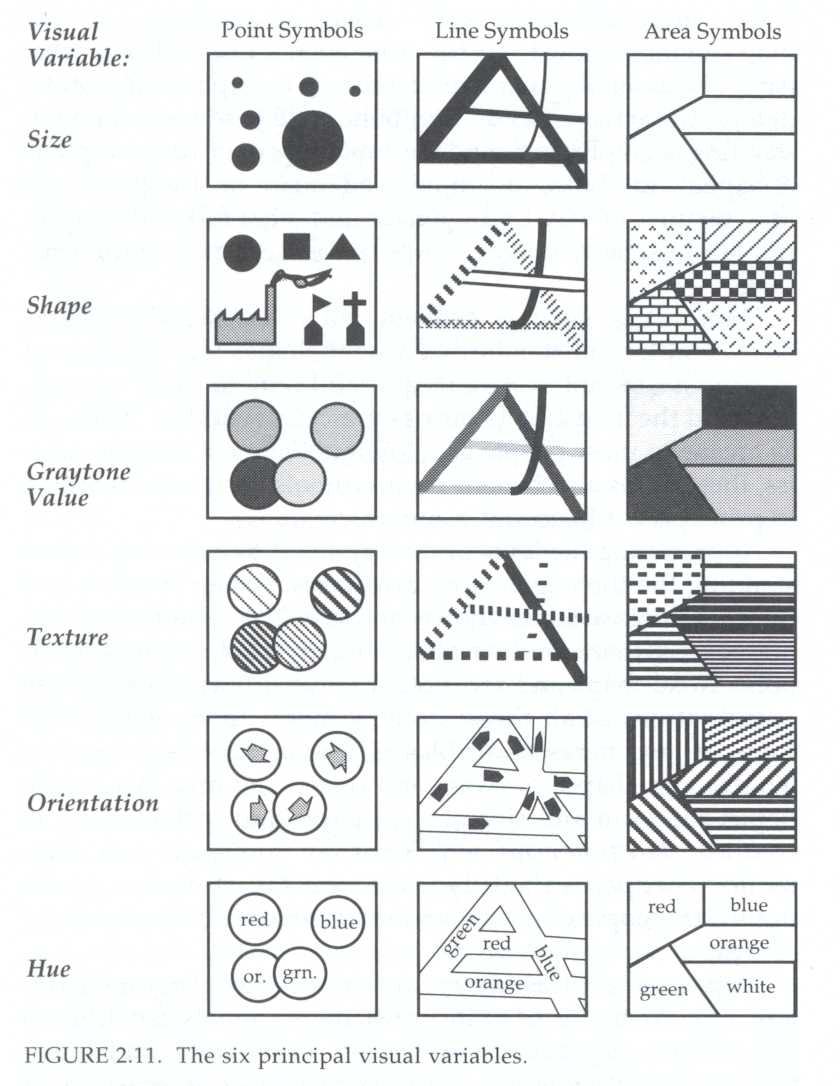 Visual
Variable:
Point Symbols
Line Symbols
Area Symbols
Size
Shape
Graytone
Value
Texture
Orientation
Hue
red
blue
or.
grn.
green
red
blue
orange
red
blue
orange
green
white
FIGURE 2.11. The six principal visual variables.